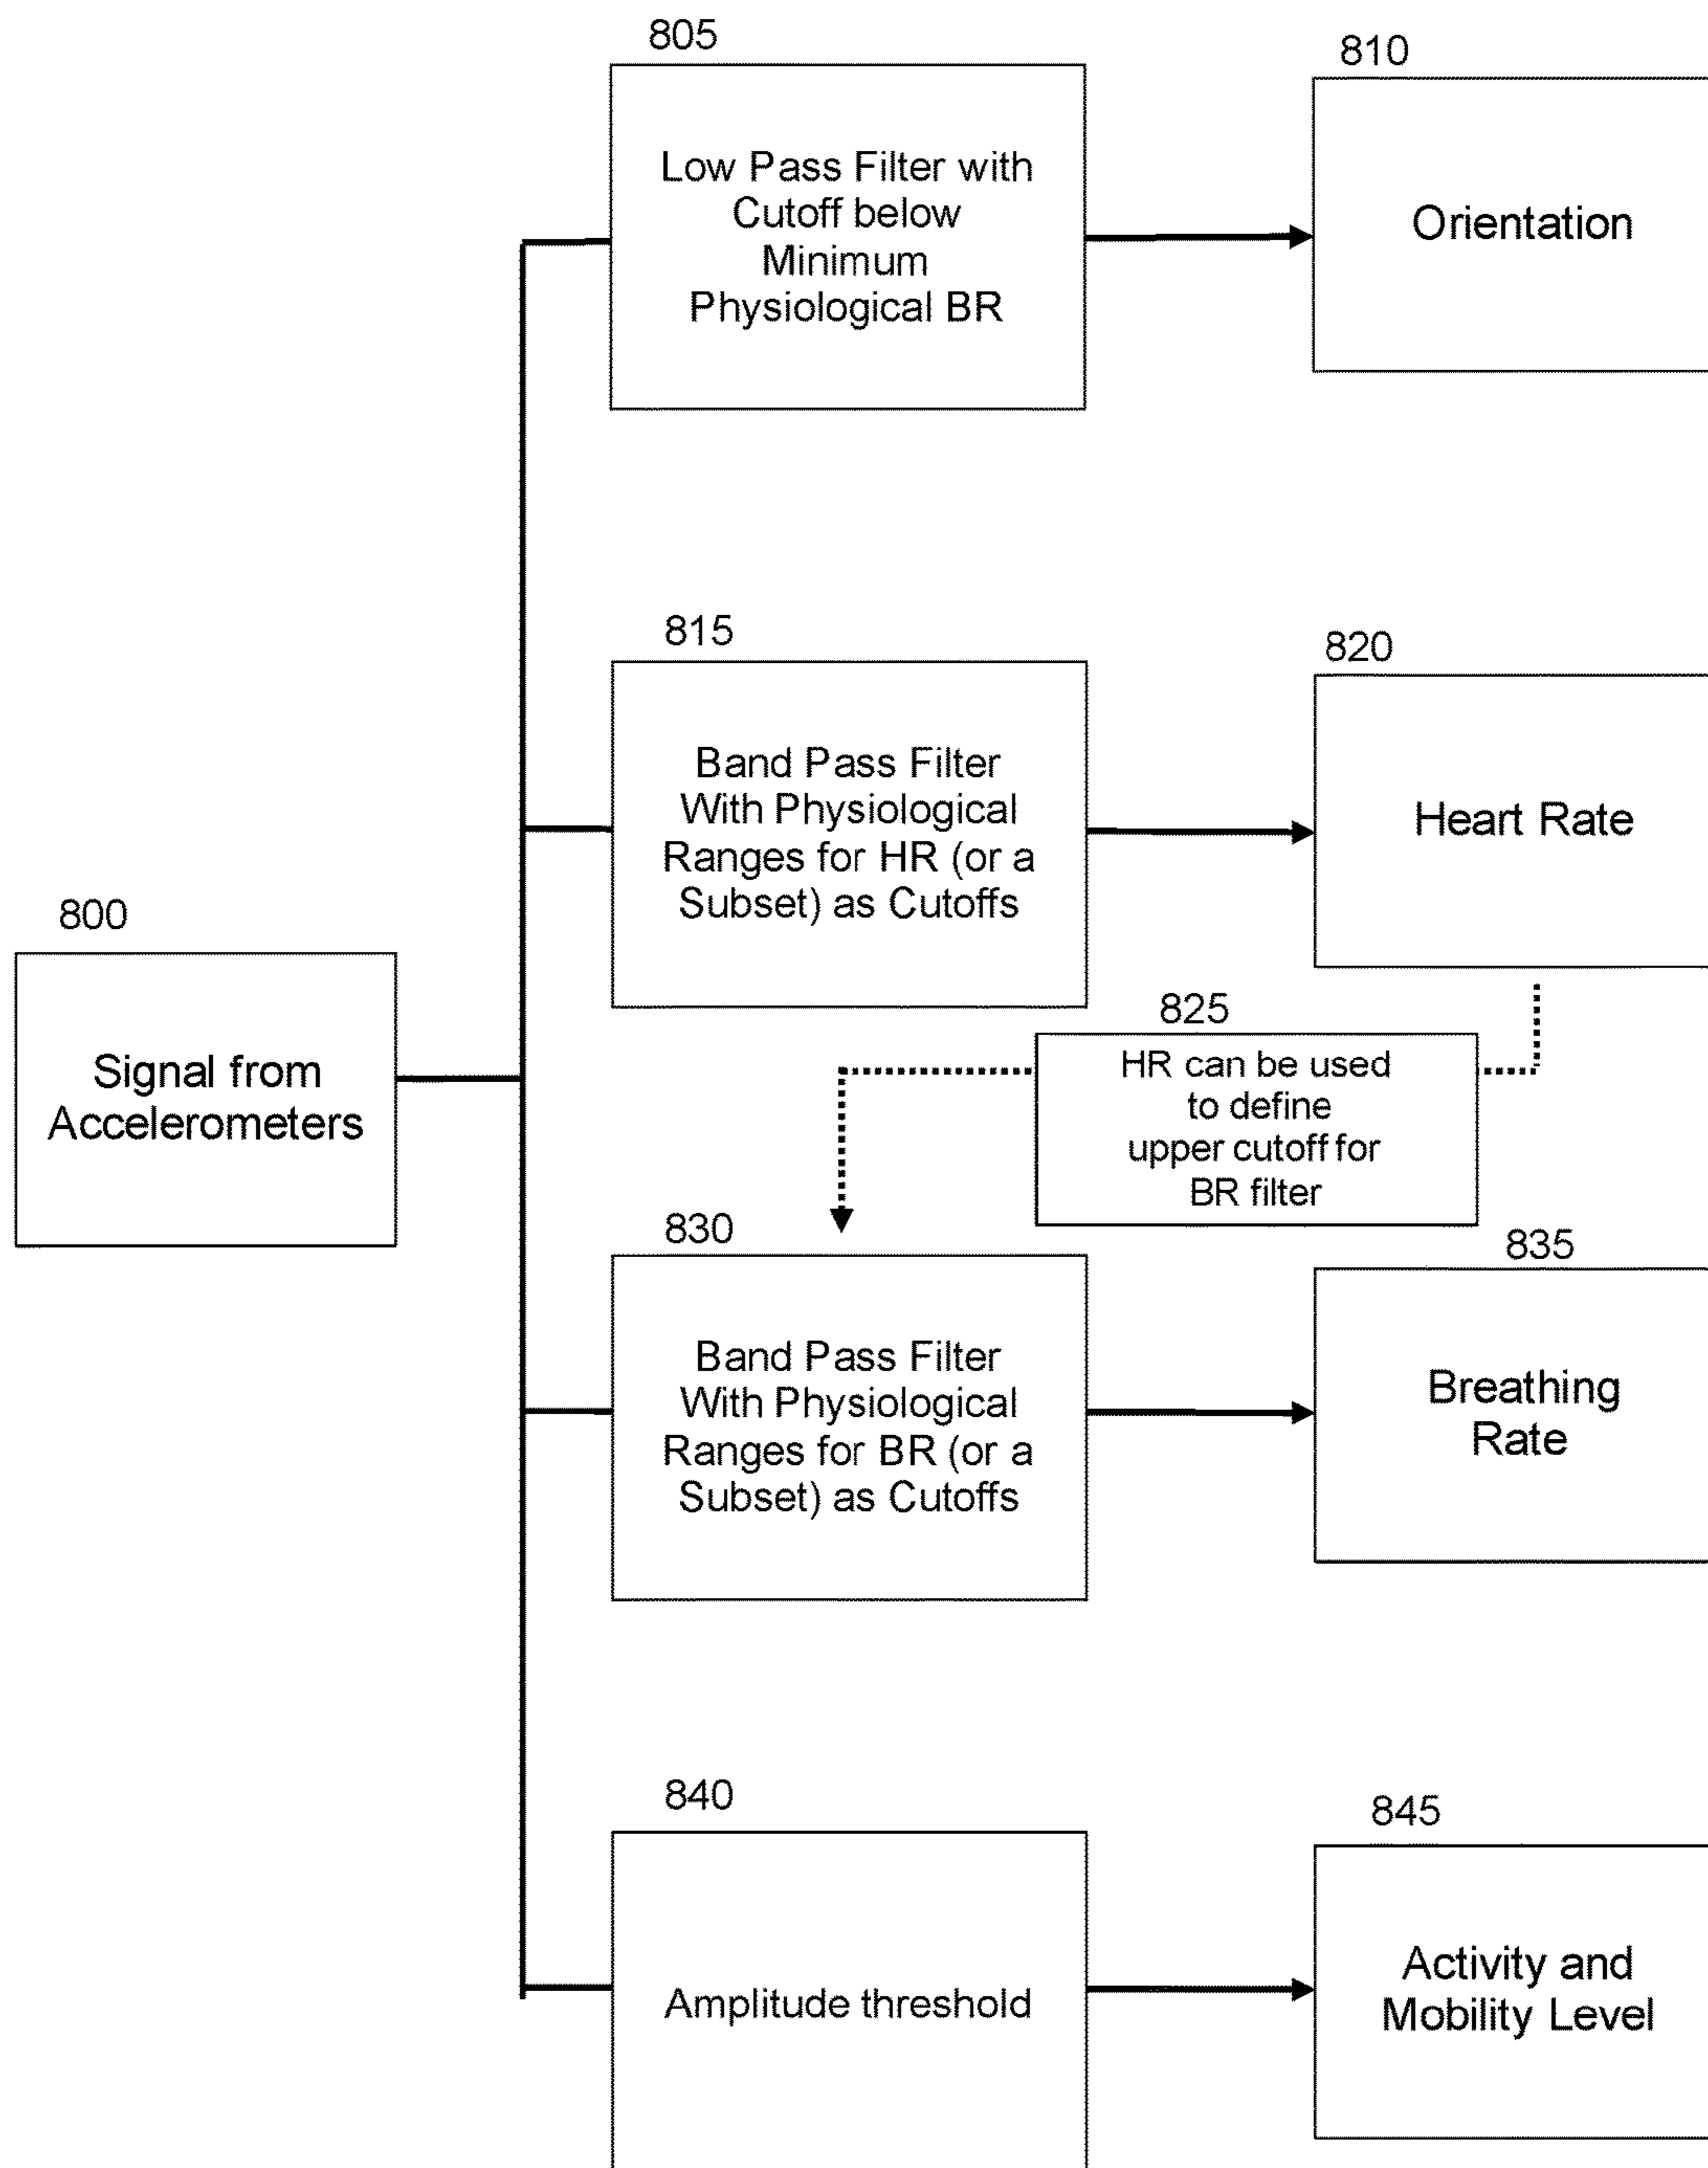 805
Low Pass Filter with
Cutoff below
Minimum
Physiological BR
810
Orientation
815
Band Pass Filter
With Physiological
Ranges for HR (or a
Subset) as Cutoffs
820
Heart Rate
800
Signal from
Accelerometers
825
HR can be used
to define
upper cutoff for
BR filter
830
Band Pass Filter
With Physiological
Ranges for BR (or a
Subset) as Cutoffs
835
Breathing
Rate
840
Amplitude threshold
845
Activity and
Mobility Level